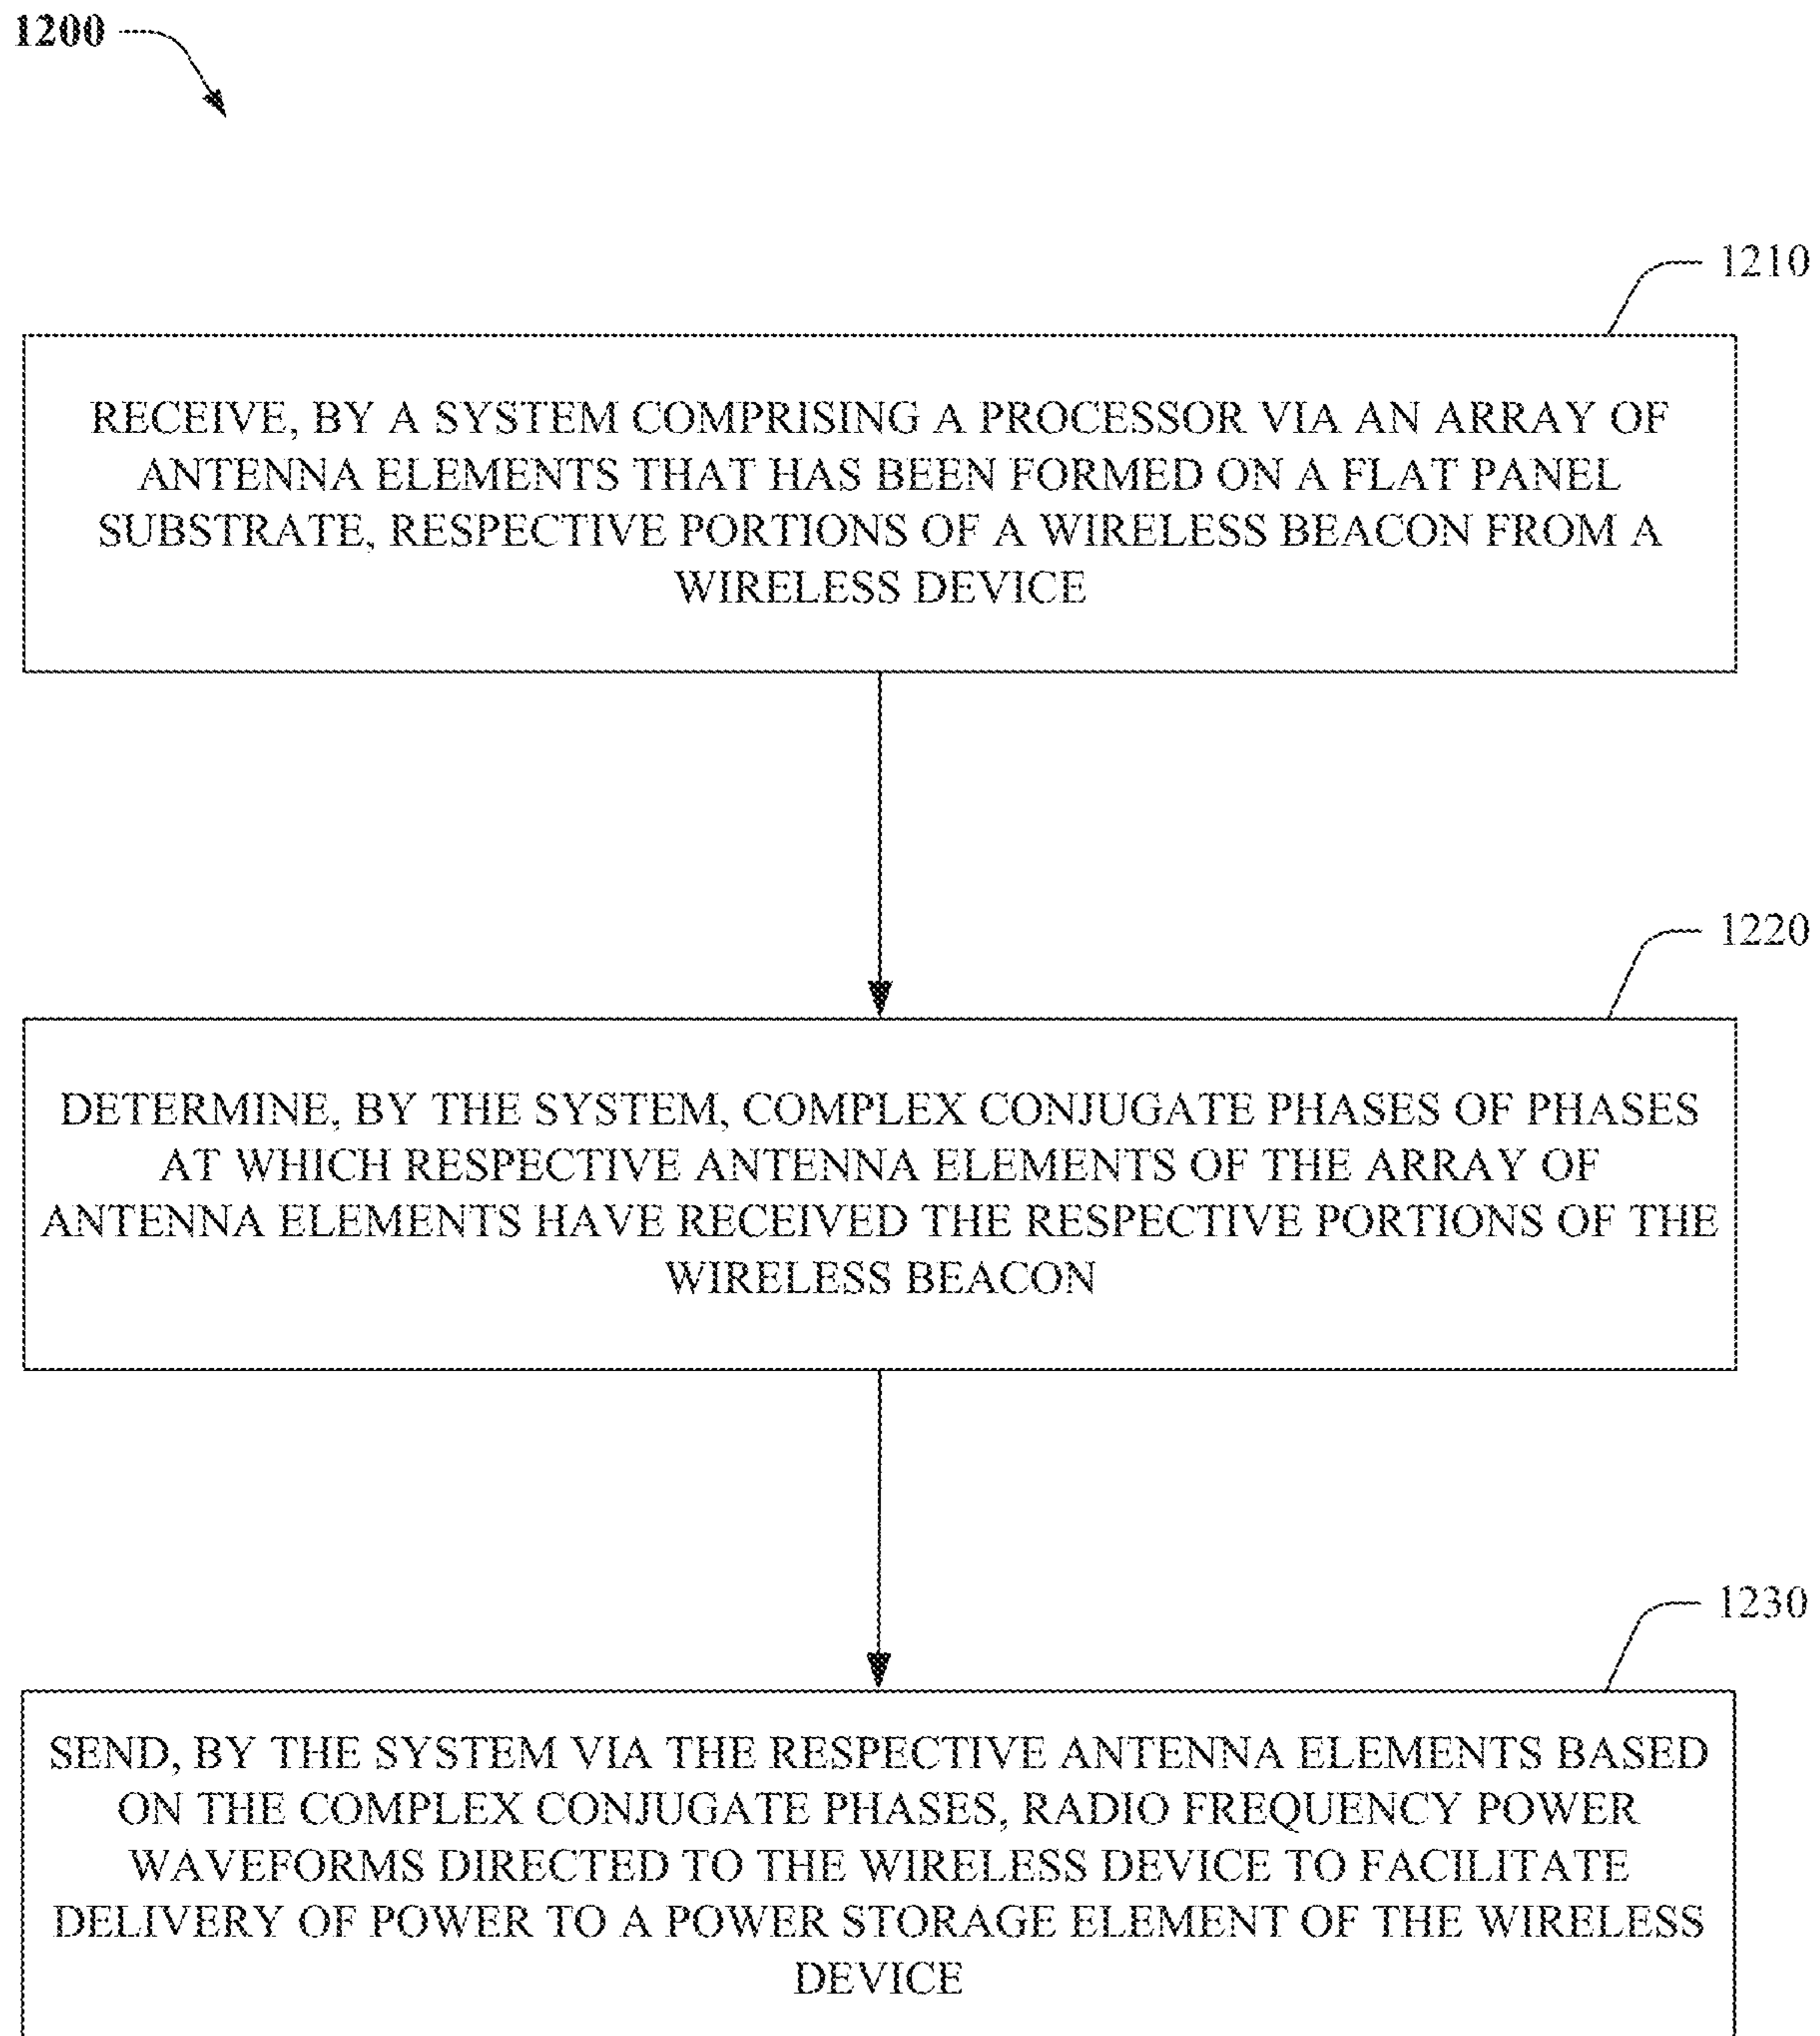 1200
1210
RECEIVE, BY A SYSTEM COMPRISING A PROCESSOR VIA AN ARRAY OF
ANTENNA ELEMENTS THAT HAS BEEN FORMED ON A FLAT PANEL
SUBSTRATE, RESPECTIVE PORTIONS OF A WIRELESS BEACON FROM A
WIRELESS DEVICE
1220
DETERMINE, BY THE SYSTEM, COMPLEX CONJUGATE PHASES OF PHASES
AT WHICH RESPECTIVE ANTENNA ELEMENTS OF THE ARRAY OF
ANTENNA ELEMENTS HAVE RECEIVED THE RESPECTIVE PORTIONS OF THE
WIRELESS BEACON
1230
SEND, BY THE SYSTEM VIA THE RESPECTIVE ANTENNA ELEMENTS BASED
ON THE COMPLEX CONJUGATE PHASES, RADIO FREQUENCY POWER
WAVEFORMS DIRECTED TO THE WIRELESS DEVICE TO FACILITATE
DELIVERY OF POWER TO A POWER STORAGE ELEMENT OF THE WIRELESS
DEVICE